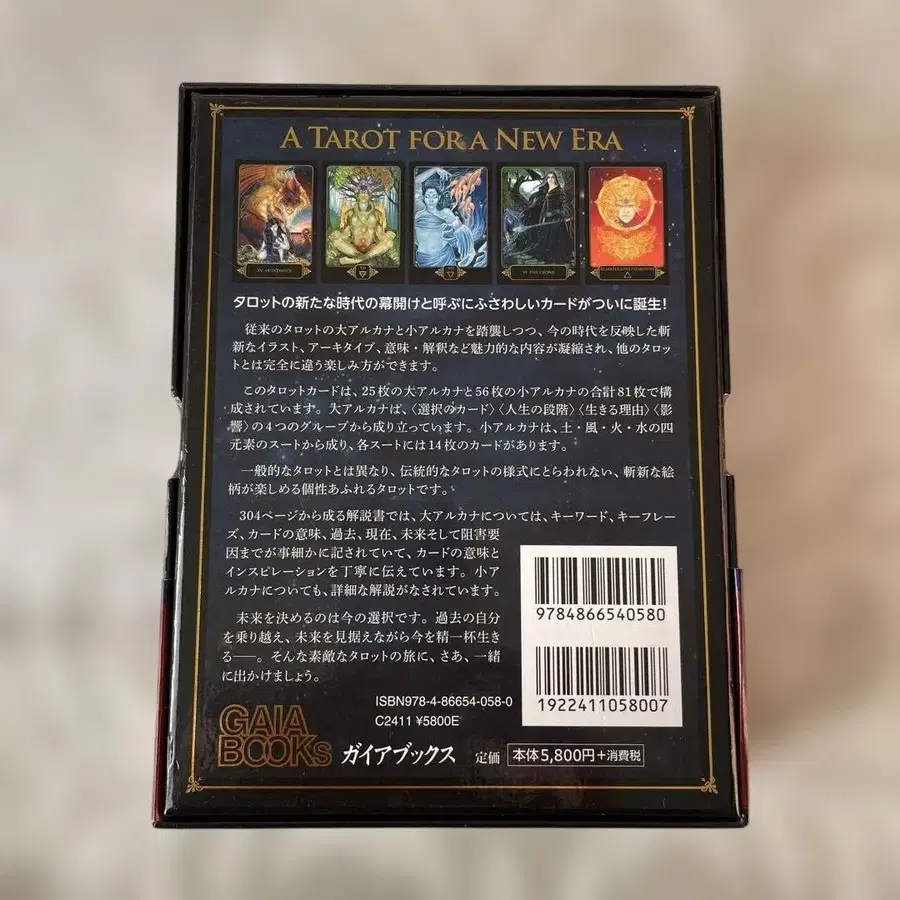 A TAROT FOR A NEW ERA
XV ABUNDANCE
VII
VI THE CRONE
タロットの新たな時代の幕開けと呼ぶにふさわしいカードがついに誕生！
従来のタロットの大アルカナと小アルカナを踏襲しつつ、今の時代を反映した斬
新なイラスト、アーキタイプ、意味・解釈など魅力的な内容が凝縮され、他のタロッ
トとは完全に違う楽しみ方ができます。
このタロットカードは、25枚の大アルカナと56枚の小アルカナの合計81枚で構
成されています。大アルカナは、〈選択のカード〉〈人生の段階〉〈生きる理由〉〈影
響〉の4つのグループから成り立っています。小アルカナは、土・風・火・水の四
元素のスートから成り、各スートには14枚のカードがあります。
一般的なタロットとは異なり、伝統的なタロットの様式にとらわれない、斬新な絵
柄が楽しめる個性あふれるタロットです。
304ページから成る解説書では、大アルカナについては、キーワード、キーフレー
ズ、カードの意味、過去、現在、未来そして阻害要
因までが事細かに記されていて、カードの意味と
インスピレーションを丁寧に伝えています。小ア
ルカナについても、詳細な解説がなされています。
未来を決めるのは今の選択です。過去の自分
を乗り越え、未来を見据えながら今を精一杯生き
る――。そんな素敵なタロットの旅に、さあ、一緒
に出かけましょう。
9784866540580
1922411058007
ISBN978-4-86654-058-0
C2411 ¥5800E
GAIA
BOOKs
ガイアブックス
定価
本体5,800円+消費税